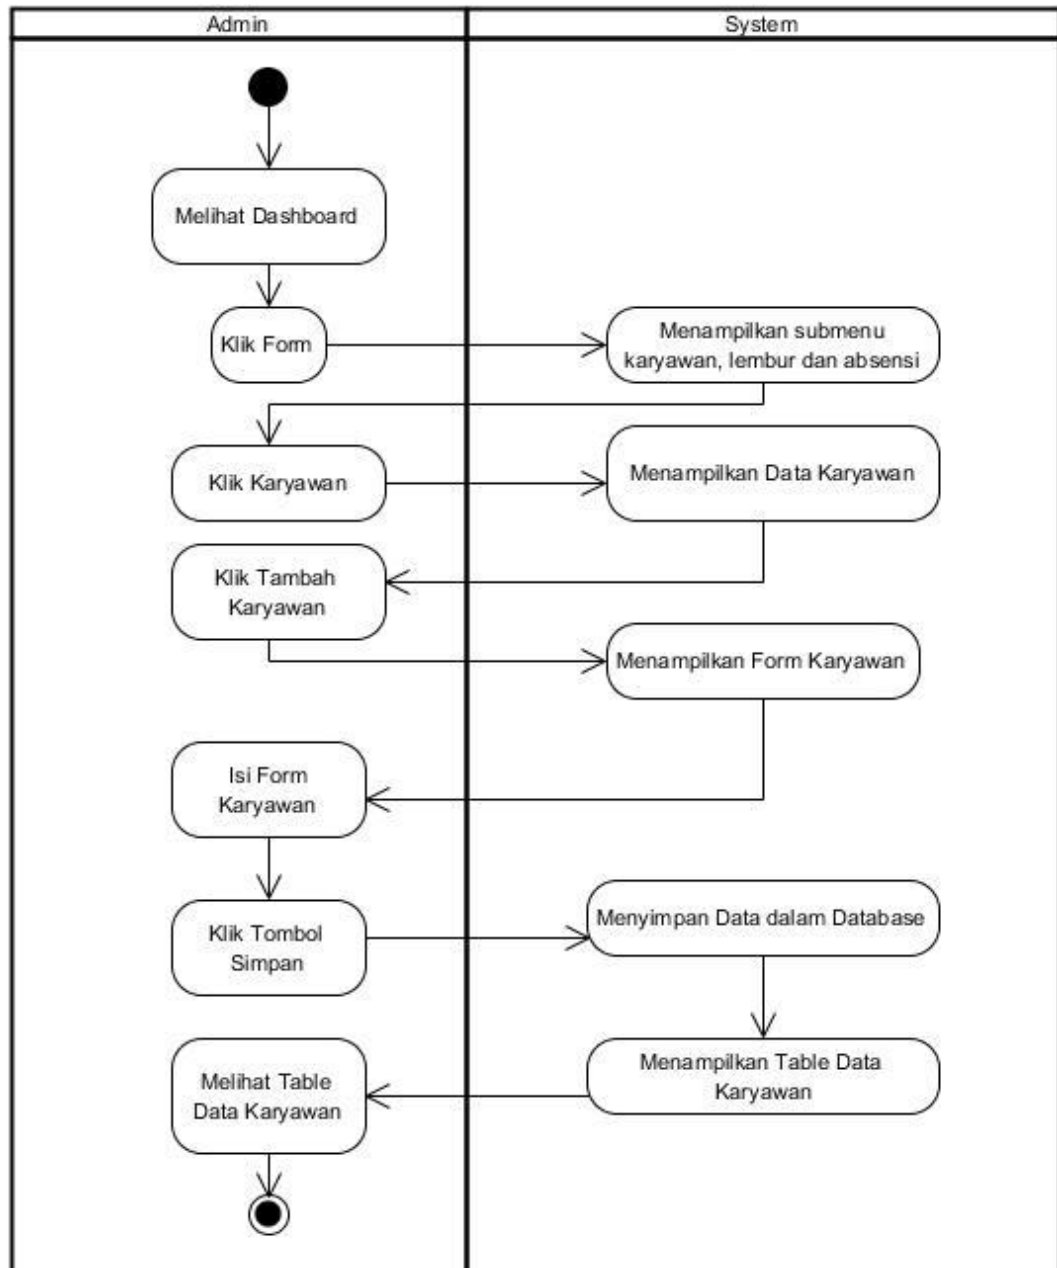 Admin
System
Melihat Dashboard
Klik Form
Menampilkan submenu
karyawan, lembur dan absensi
Klik Karyawan
Menampilkan Data Karyawan
Klik Tambah
Karyawan
Menampilkan Form Karyawan
Isi Form
Karyawan
Klik Tombol
Simpan
Menyimpan Data dalam Database
Menampilkan Table Data
Karyawan
Melihat Table
Data Karyawan